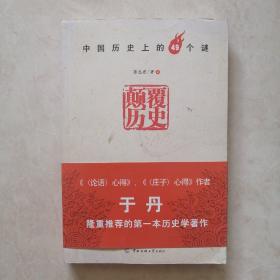 中国历史上的49个谜
颠覆
历史
《〈论语〉心得》、《〈庄子〉心得》作者
于丹
隆重推荐的第一本历史学著作